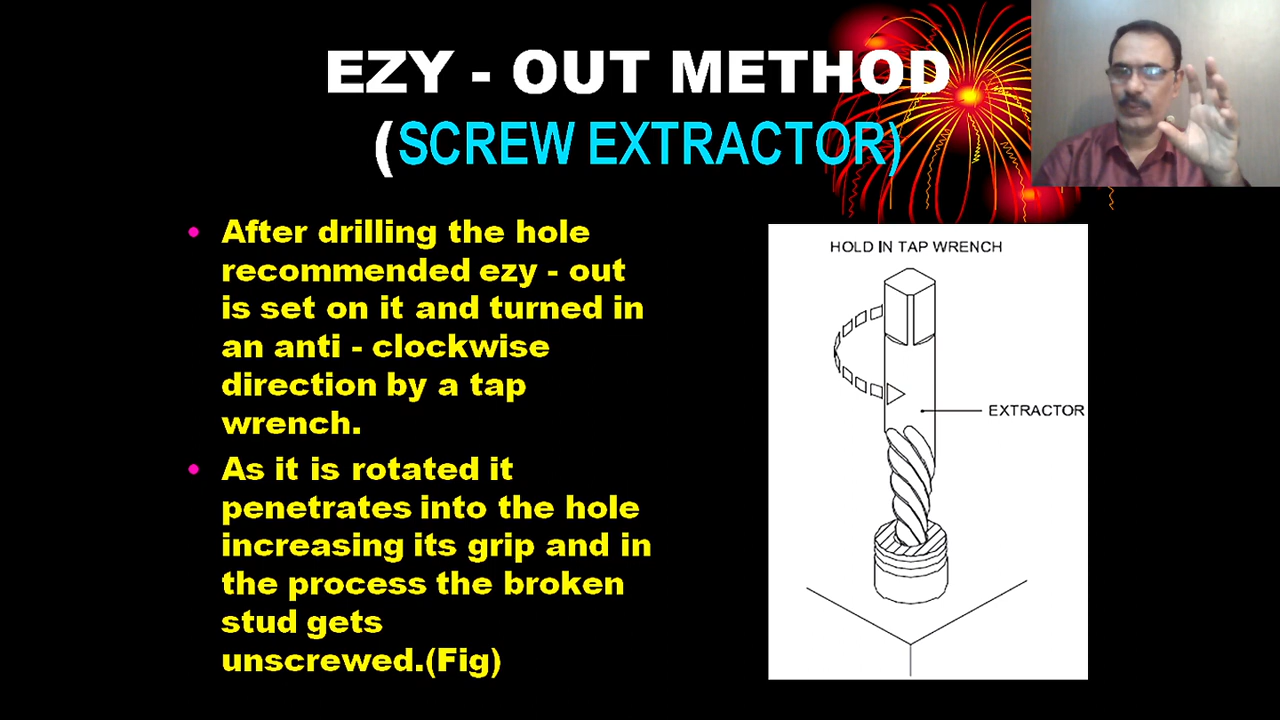 EZY - OUT METHOD
(SCREW EXTRACTOR)
• After drilling the hole
recommended ezy - out
is set on it and turned in
an anti - clockwise
direction by a tap
wrench.
• As it is rotated it
penetrates into the hole
increasing its grip and in
the process the broken
stud gets
unscrewed.(Fig)
HOLD IN TAP WRENCH
EXTRACTOR